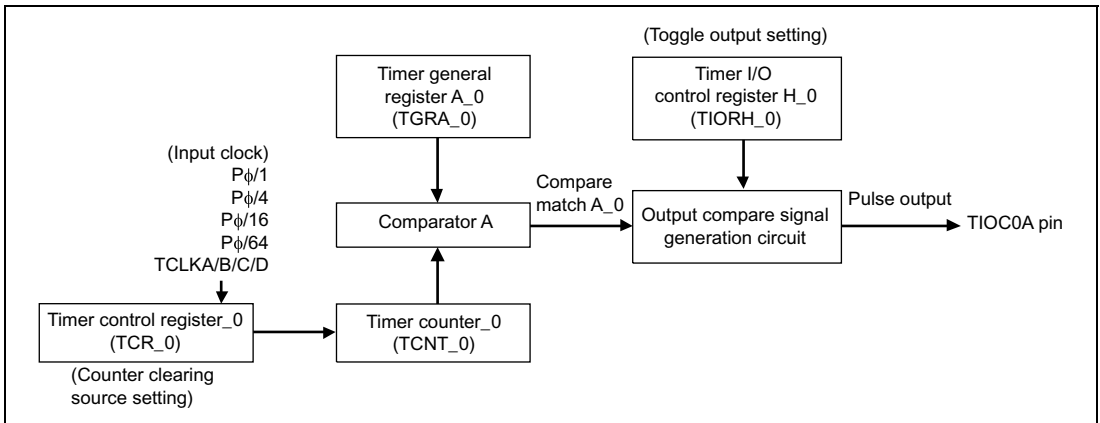 (Toggle output setting)
Timer general
register A_0
(TGRA_0)
Timer I/O
control register H_0
(TIORH_0)
(Input clock)
Pϕ/1
Pϕ/4
Pϕ/16
Pϕ/64
TCLKA/B/C/D
Comparator A
Compare
match A_0
Output compare signal
generation circuit
Pulse output
TIOC0A pin
Timer control register_0
(TCR_0)
Timer counter_0
(TCNT_0)
(Counter clearing
source setting)